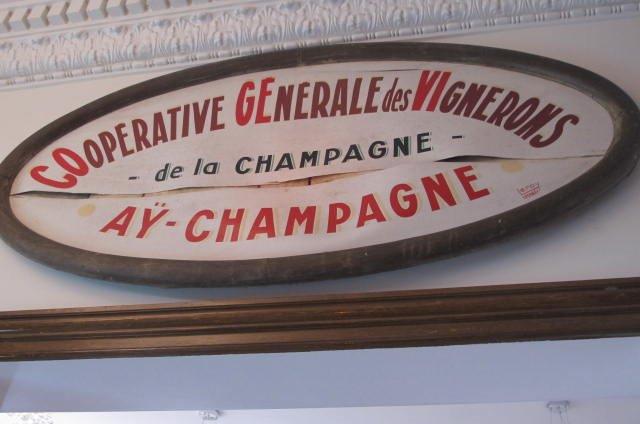 COOPERATIVE GENERALE des VIGNERONS
- de la CHAMPAGNE -
AŸ-CHAMPAGNE